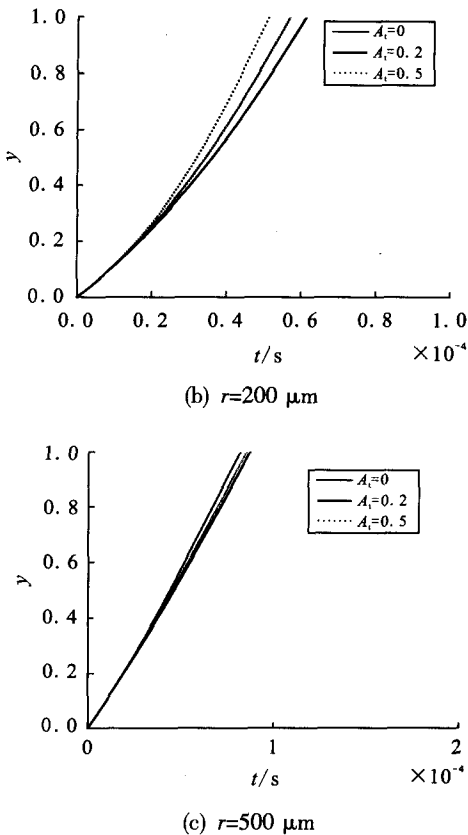 1. 0
0. 8
0. 6
0. 4
0. 2
0. 0
y
A_t=0
A_t=0. 2
A_t=0. 5
0. 0 0. 2 0. 4 0. 6 0. 8 1. 0
t/s ×10⁻⁴
(b) r=200 μm
1. 0
0. 8
0. 6
0. 4
0. 2
0. 0
y
A_t=0
A_t=0. 2
A_t=0. 5
0 1 2
t/s ×10⁻⁴
(c) r=500 μm